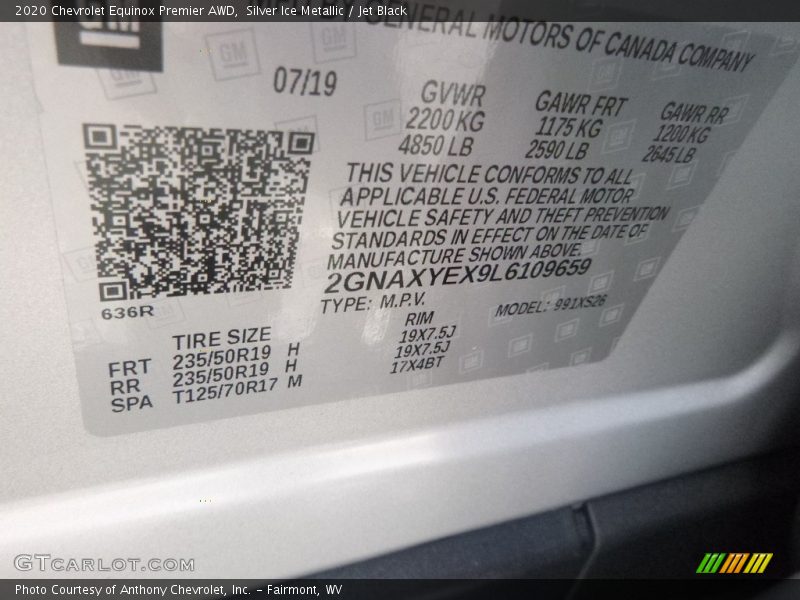 2020 Chevrolet Equinox Premier AWD, Silver Ice Metallic / Jet Black
GM
GENERAL MOTORS OF CANADA COMPANY
07/19
GVWR GAWR FRT GAWR RR
2200 KG 1175 KG 1200 KG
4850 LB 2590 LB 2645 LB
THIS VEHICLE CONFORMS TO ALL
APPLICABLE U.S. FEDERAL MOTOR
VEHICLE SAFETY AND THEFT PREVENTION
STANDARDS IN EFFECT ON THE DATE OF
MANUFACTURE SHOWN ABOVE.
2GNAXYEX9L6109659
TYPE: M.P.V. MODEL: 991XS26
636R
TIRE SIZE RIM
FRT 235/50R19 H 19X7.5J
RR 235/50R19 H 19X7.5J
SPA T125/70R17 M 17X4BT
GTCARLOT.COM
Photo Courtesy of Anthony Chevrolet, Inc. – Fairmont, WV